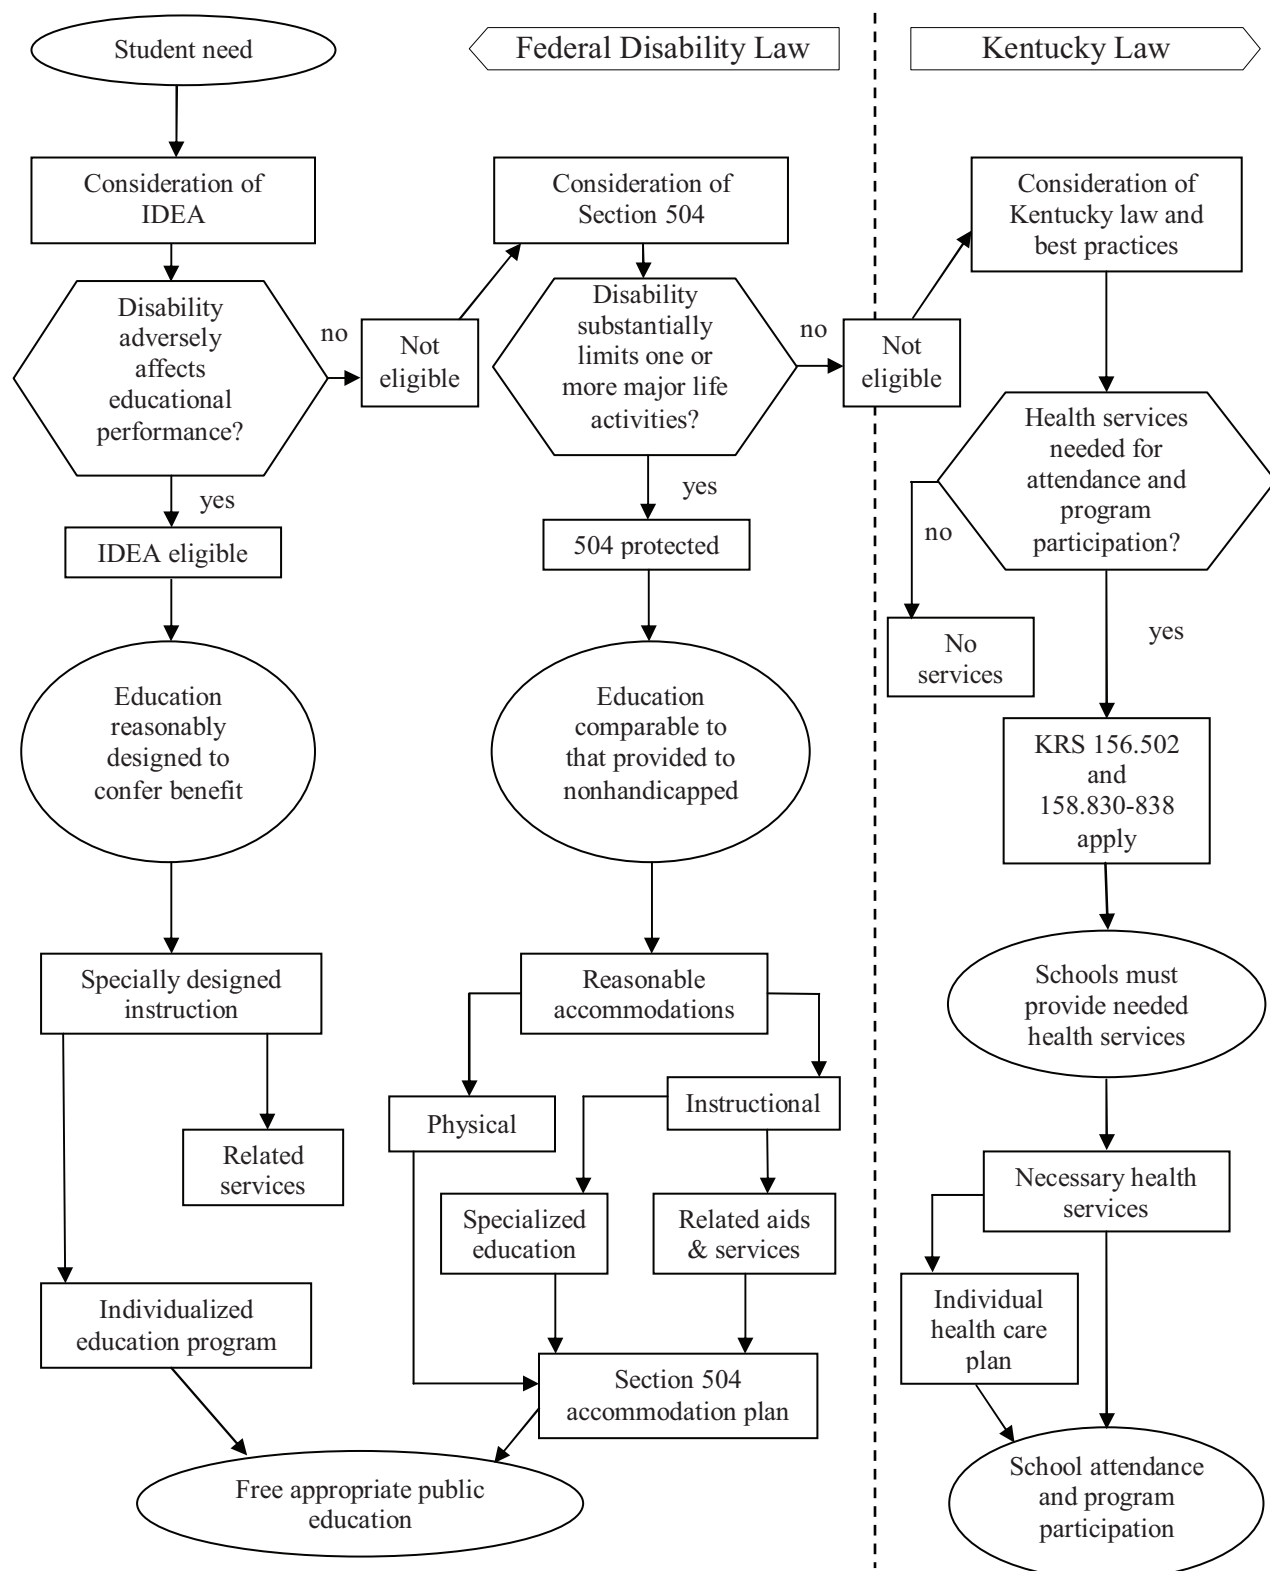 Student need
Federal Disability Law
Kentucky Law
Consideration of
IDEA
Consideration of
Section 504
Consideration of
Kentucky law and
best practices
Disability
adversely
affects
educational
performance?
no
Not
eligible
Disability
substantially
limits one or
more major life
activities?
no
Not
eligible
Health services
needed for
attendance and
program
participation?
yes
IDEA eligible
yes
504 protected
no
No
services
yes
Education
reasonably
designed to
confer benefit
Education
comparable to
that provided to
nonhandicapped
KRS 156.502
and
158.830-838
apply
Specially designed
instruction
Reasonable
accommodations
Schools must
provide needed
health services
Related
services
Physical
Instructional
Specialized
education
Related aids
& services
Necessary health
services
Individualized
education program
Section 504
accommodation plan
Individual
health care
plan
Free appropriate public
education
School attendance
and program
participation